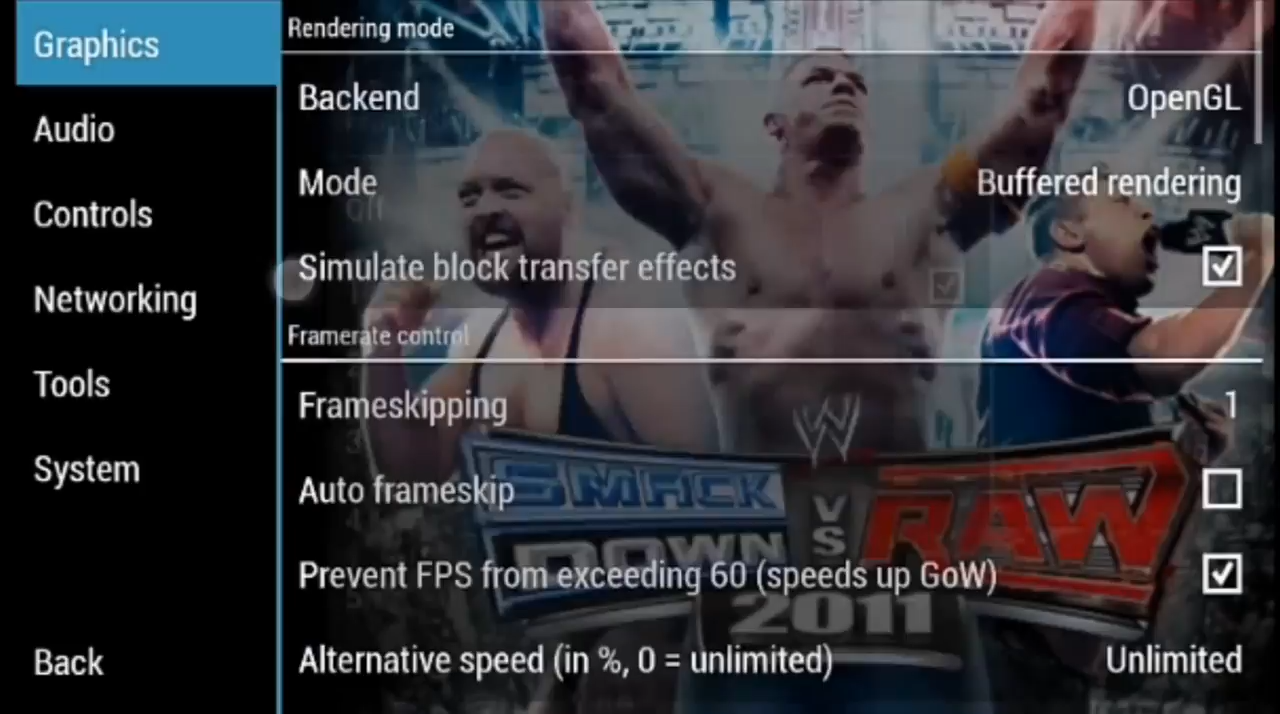 Graphics
Audio
Controls
Networking
Tools
System
Back
Rendering mode
Backend OpenGL
Mode Buffered rendering
Off
Simulate block transfer effects
Framerate control
Frameskipping 1
Auto frameskip
Prevent FPS from exceeding 60 (speeds up GoW)
Alternative speed (in %, 0 = unlimited) Unlimited
W
SMACK
DOWN
VS
RAW
2011